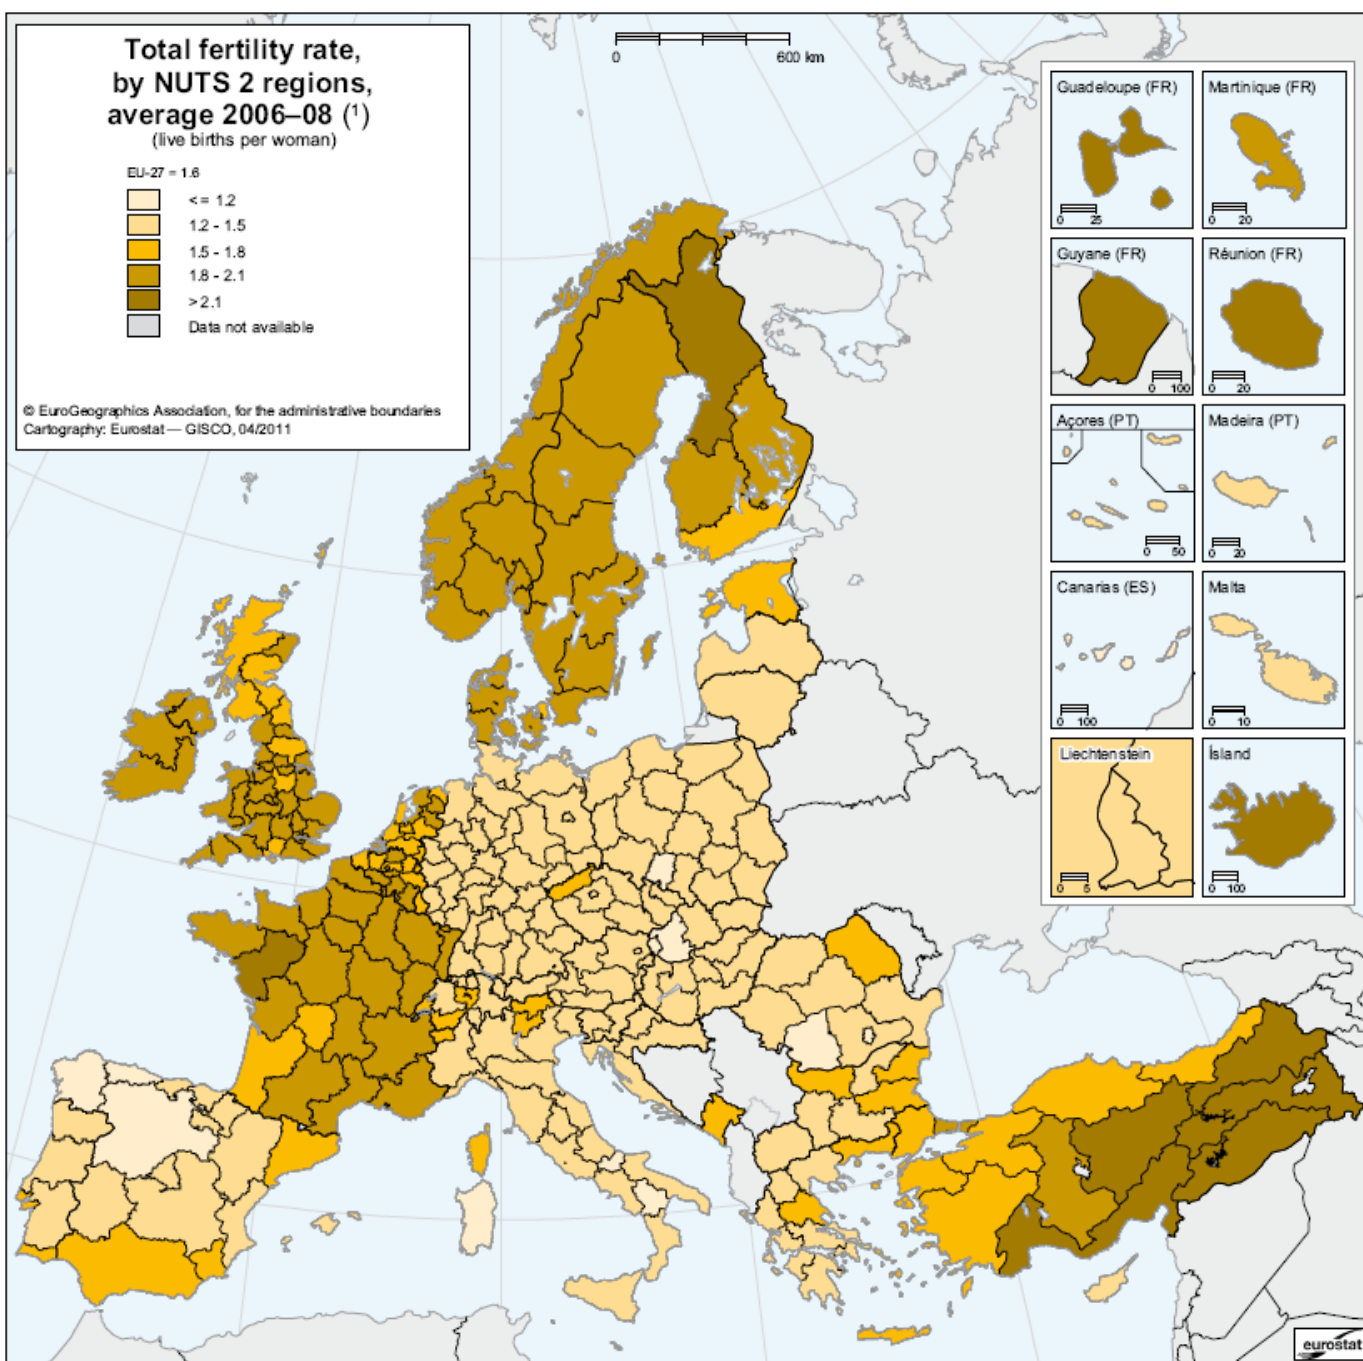 Total fertility rate,
by NUTS 2 regions,
average 2006–08 (¹)
(live births per woman)
EU-27 = 1.6
< = 1.2
1.2 - 1.5
1.5 - 1.8
1.8 - 2.1
> 2.1
Data not available
© EuroGeographics Association, for the administrative boundaries
Cartography: Eurostat — GISCO, 04/2011
0 600 km
Guadeloupe (FR)
0 25
Martinique (FR)
0 20
Guyane (FR)
0 100
Réunion (FR)
0 20
Açores (PT)
0 50
Madeira (PT)
0 20
Canarias (ES)
0 100
Malta
0 10
Liechtenstein
0 5
Ísland
0 100
eurostat